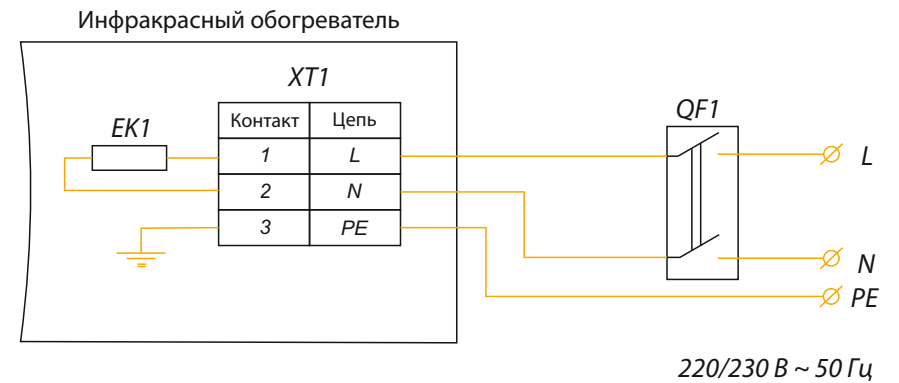 Инфракрасный обогреватель
XT1
Контакт Цепь
1 L
2 N
3 PE
EK1
QF1
L
N
PE
220/230 В ~ 50 Гц